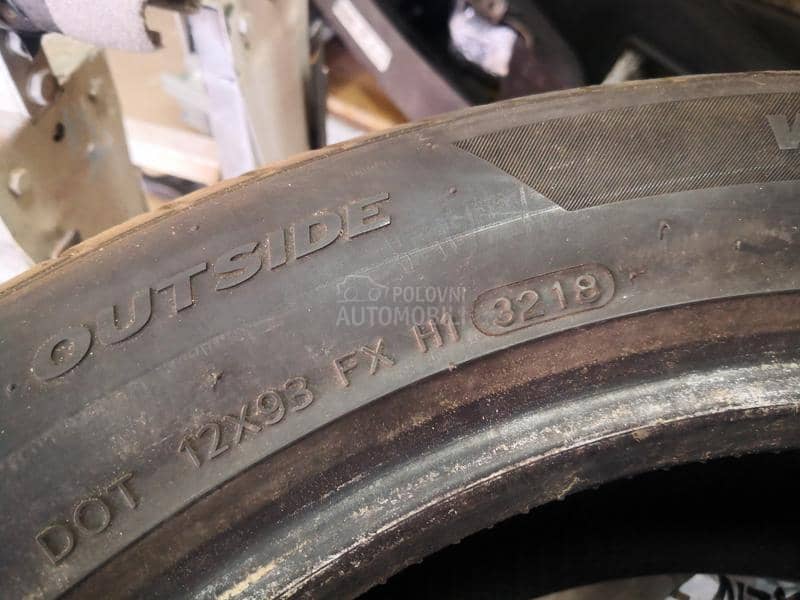 OUTSIDE
POLOVNI
AUTOMOBILI
DOT 12X93 FX H1 3218